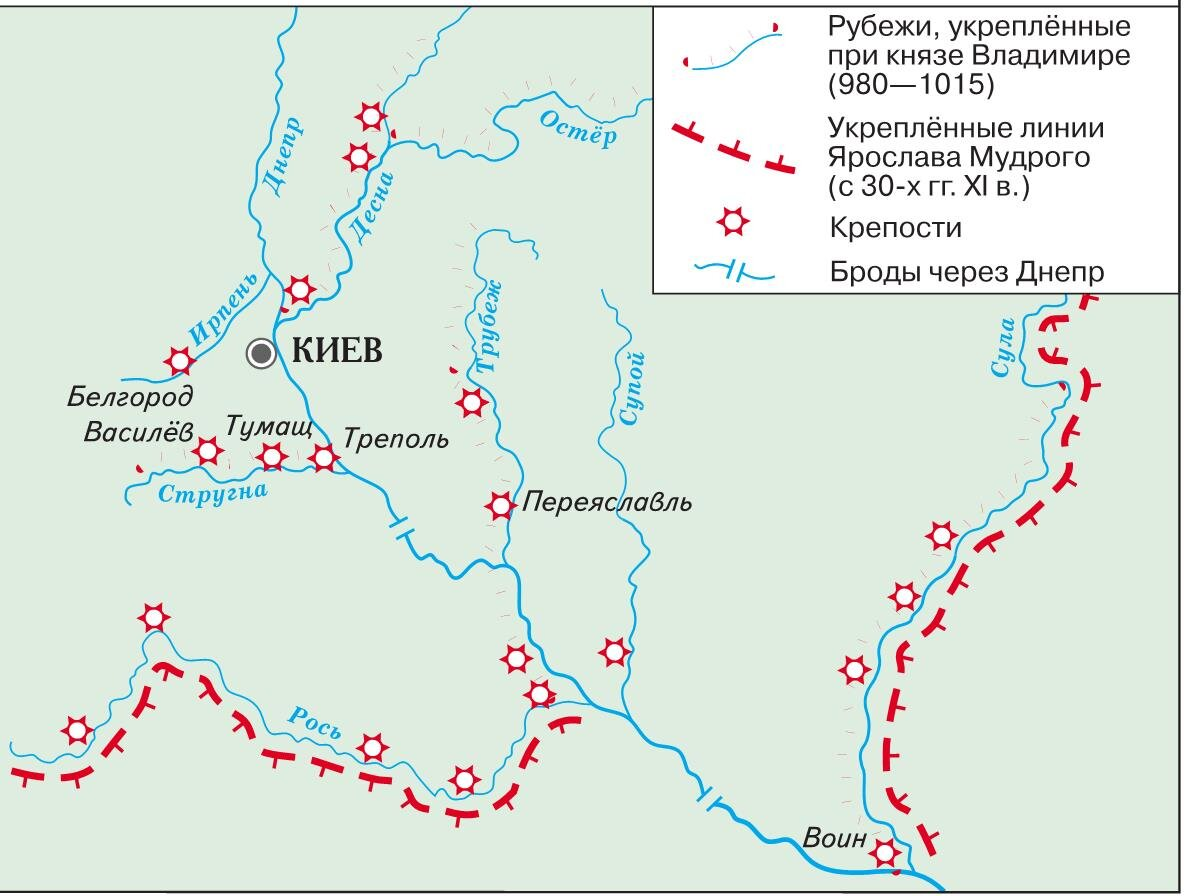 Рубежи, укреплённые
при князе Владимире
(980—1015)
Укреплённые линии
Ярослава Мудрого
(с 30-х гг. XI в.)
Крепости
Броды через Днепр
Днепр
Десна
Остёр
Ирпень
КИЕВ
Трубеж
Супой
Сула
Белгород
Василёв
Тумащ
Треполь
Стругна
Переяславль
Рось
Воин